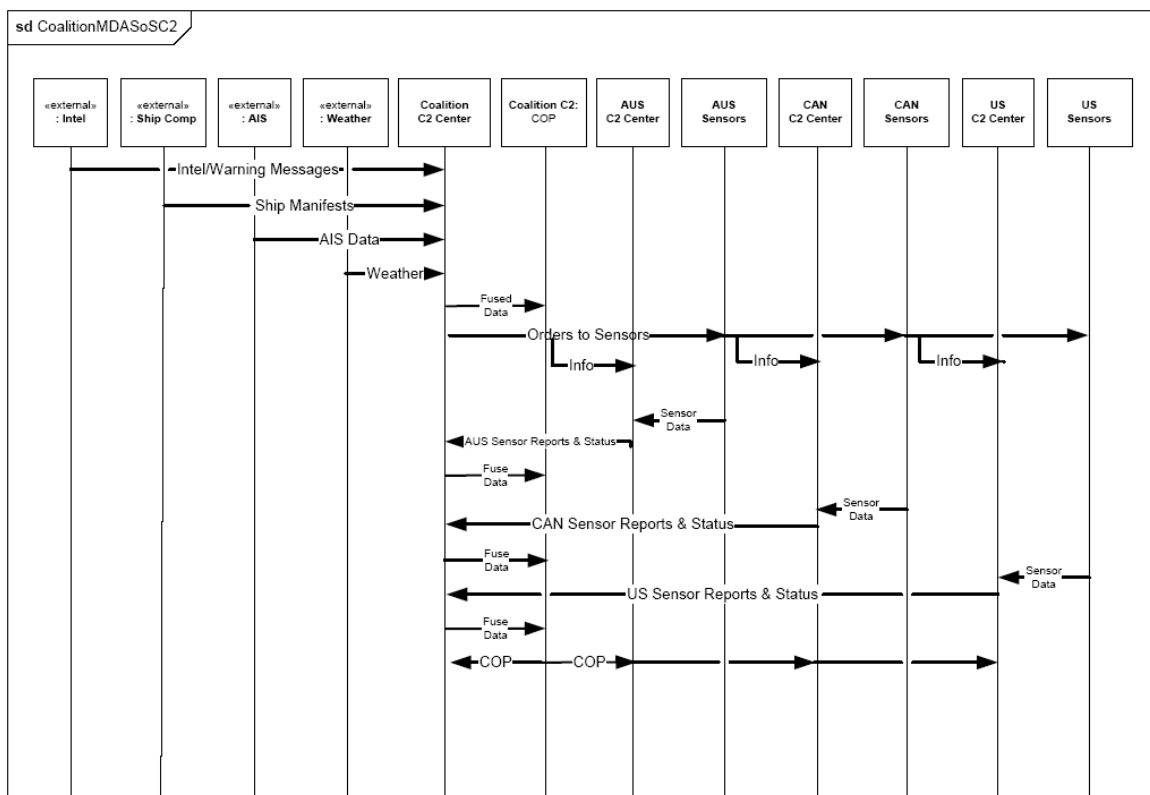 sd CoalitionMDASoSC2
«external»
: Intel
«external»
: Ship Comp
«external»
: AIS
«external»
: Weather
Coalition
C2 Center
Coalition C2:
COP
AUS
C2 Center
AUS
Sensors
CAN
C2 Center
CAN
Sensors
US
C2 Center
US
Sensors
Intel/Warning Messages
Ship Manifests
AIS Data
Weather
Fused
Data
Orders to Sensors
Info
Info
Info
Sensor
Data
AUS Sensor Reports & Status
Fuse
Data
Sensor
Data
CAN Sensor Reports & Status
Fuse
Data
Sensor
Data
US Sensor Reports & Status
Fuse
Data
COP
COP